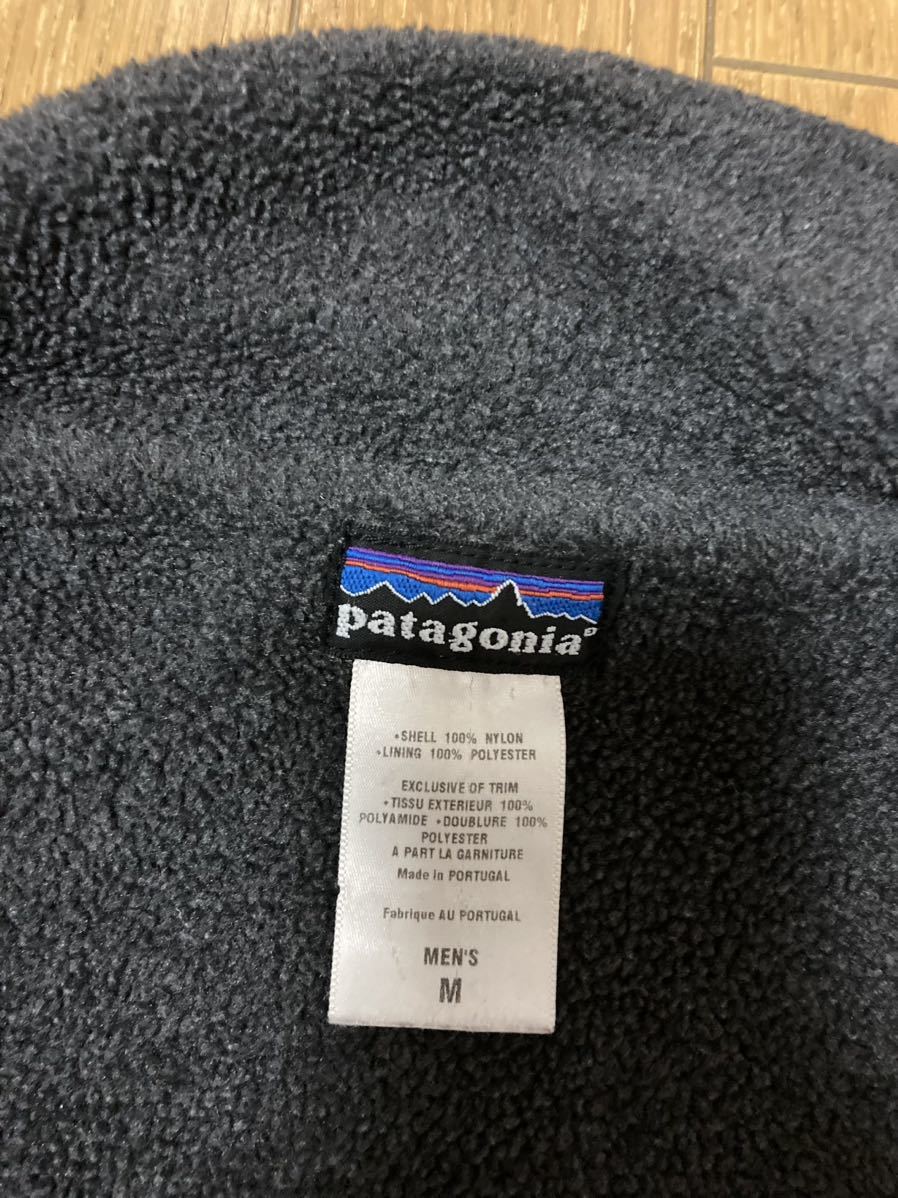 patagonia®
•SHELL 100% NYLON
•LINING 100% POLYESTER
EXCLUSIVE OF TRIM
•TISSU EXTERIEUR 100%
POLYAMIDE •DOUBLURE 100%
POLYESTER
A PART LA GARNITURE
Made in PORTUGAL
Fabrique AU PORTUGAL
MEN'S
M